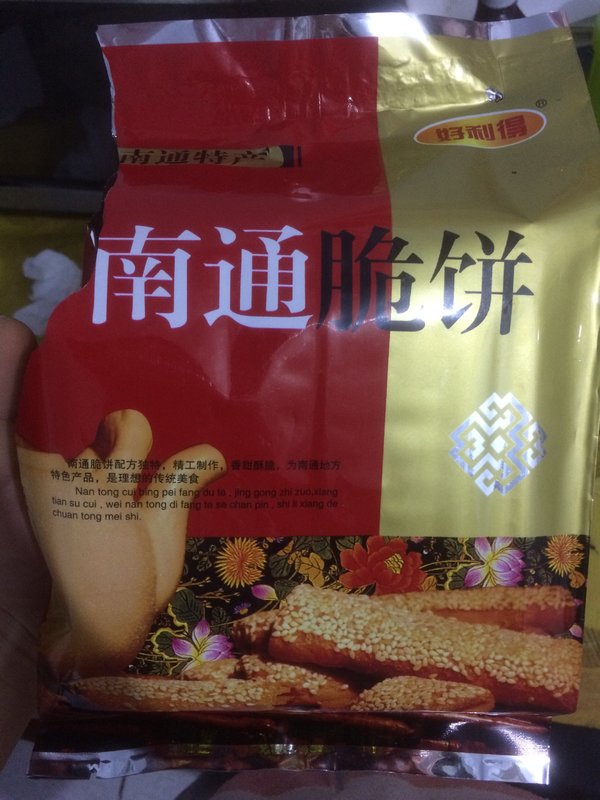 好利得®
南通特产
南通脆饼
南通脆饼配方独特，精工制作，香甜酥脆，为南通地方
特色产品，是理想的传统美食
Nan tong cui bing pei fang du te , jing gong zhi zuo,xiang
tian su cui , wei nan tong di fang te se chan pin , shi li xiang de
chuan tong mei shi.